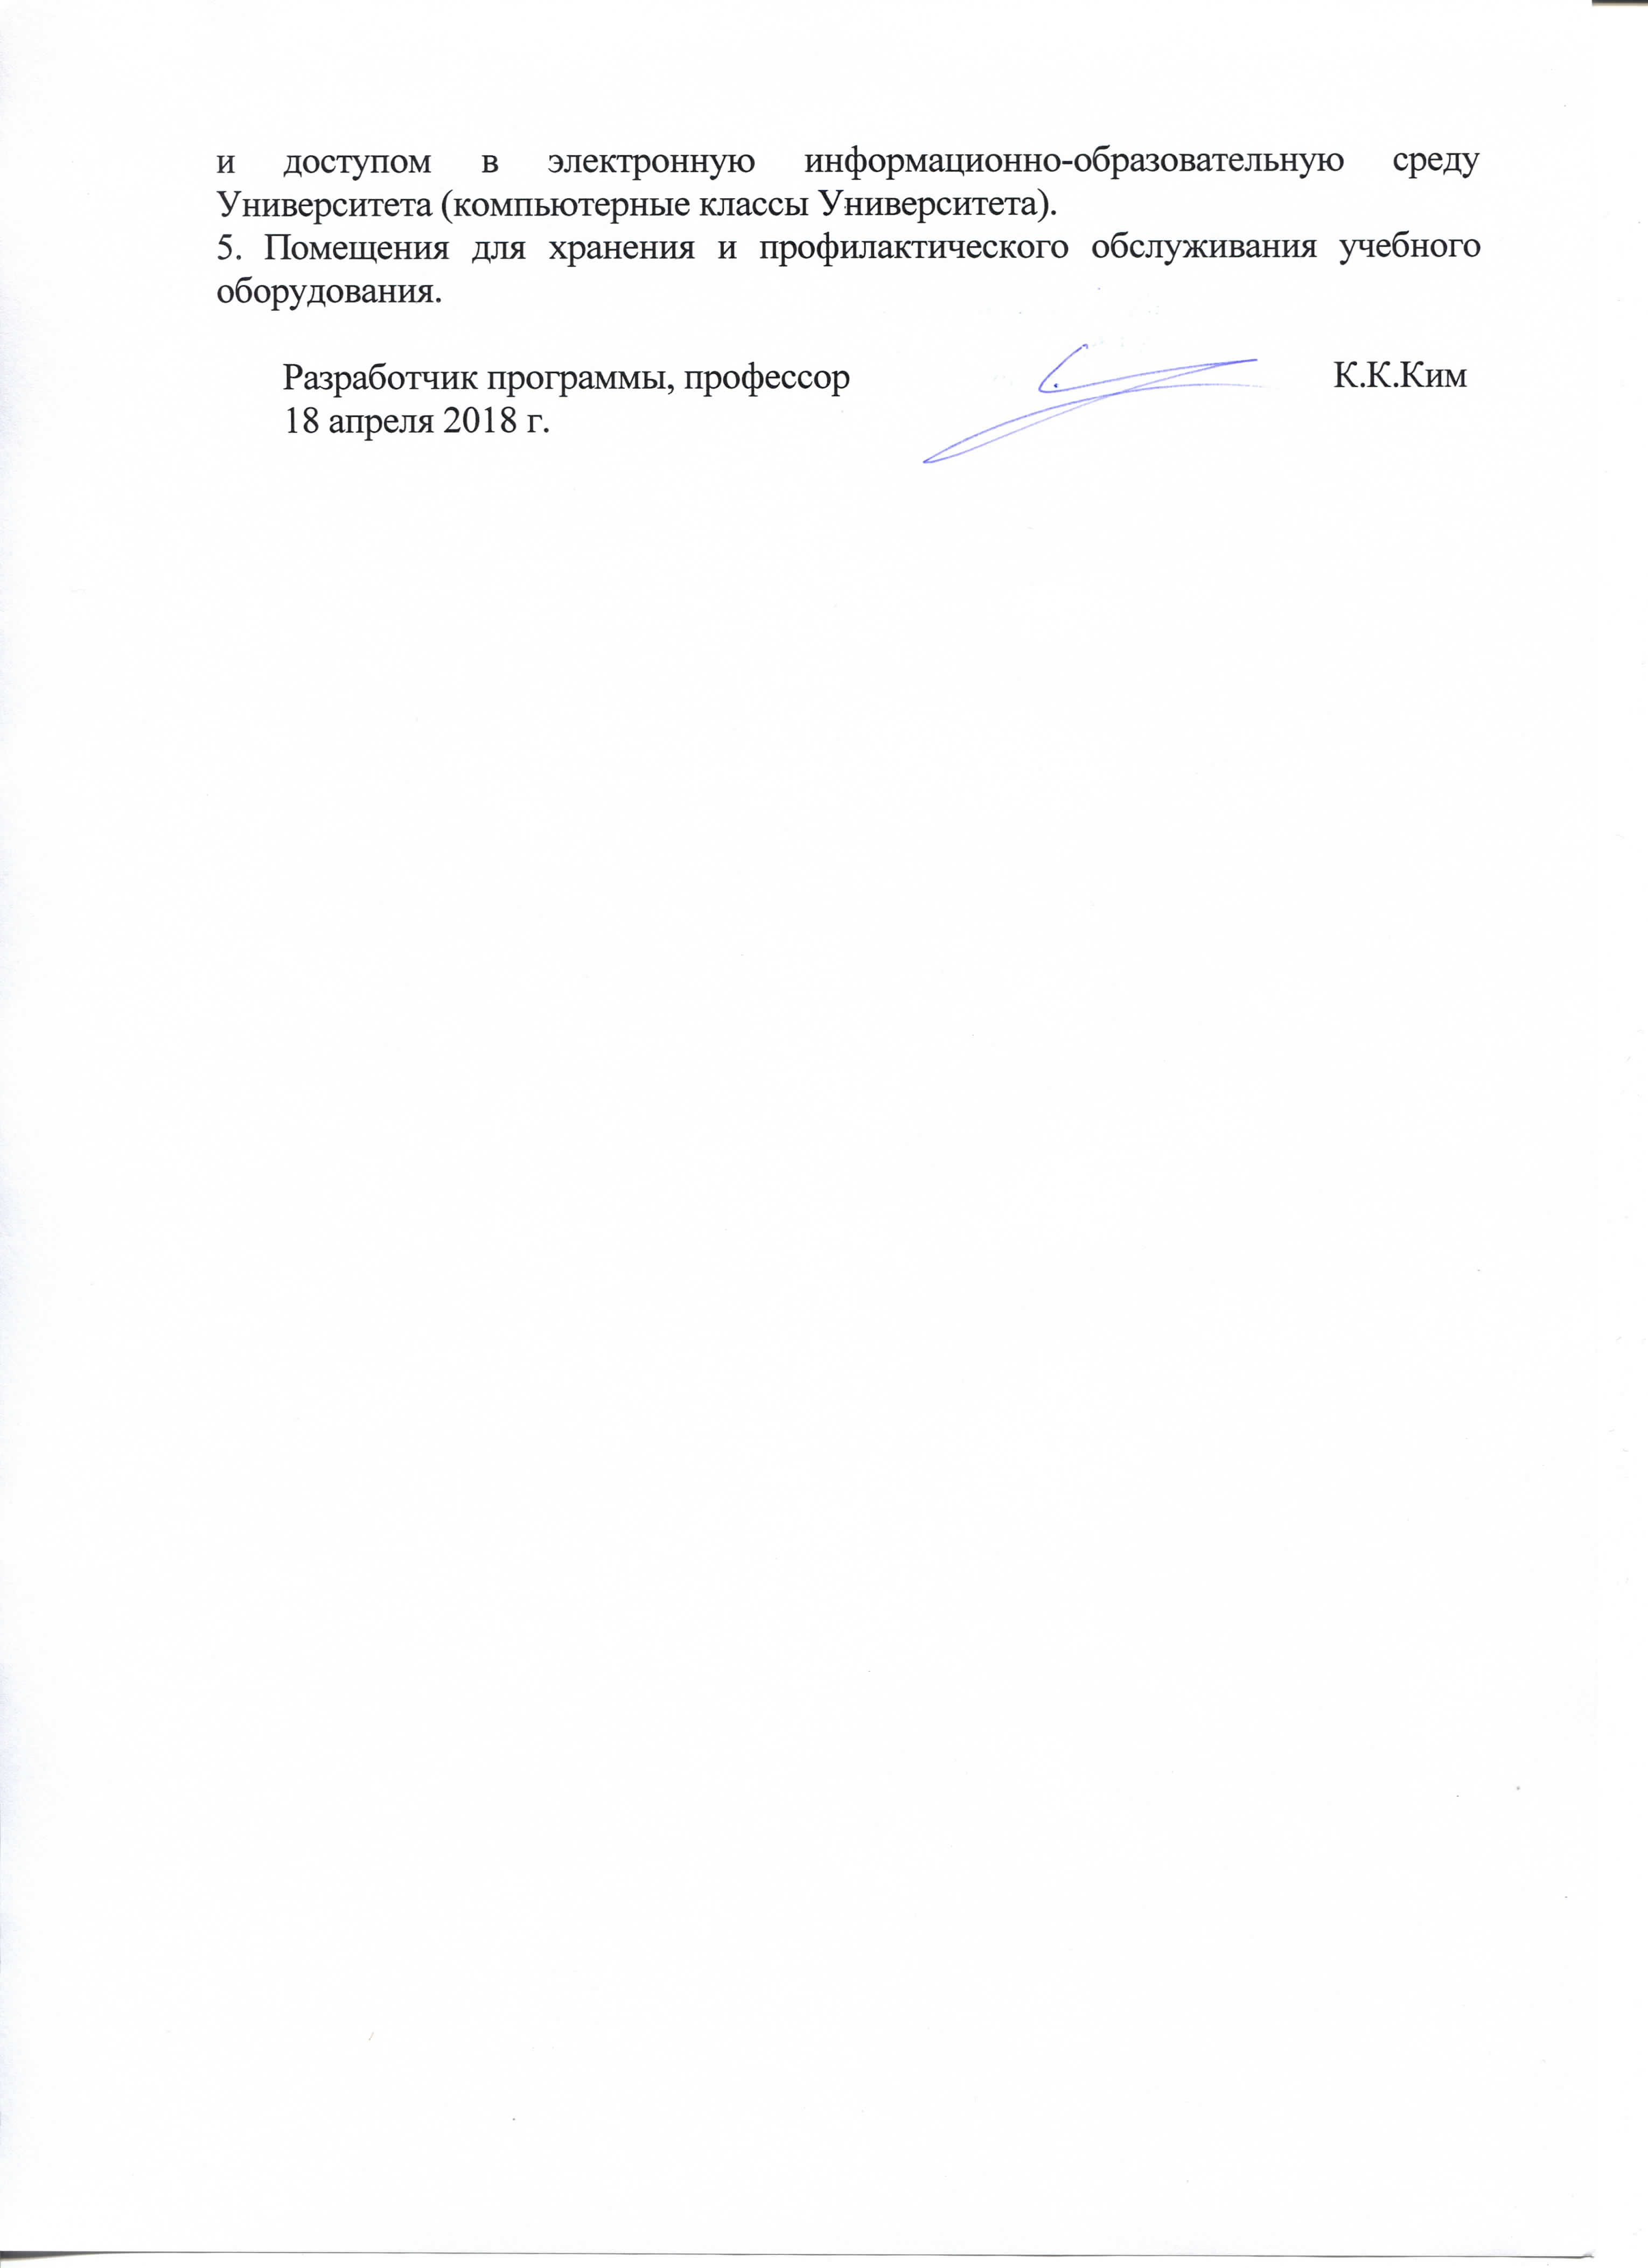 и доступом в электронную информационно-образовательную среду
Университета (компьютерные классы Университета).
5. Помещения для хранения и профилактического обслуживания учебного
оборудования.
Разработчик программы, профессор К.К.Ким
18 апреля 2018 г.